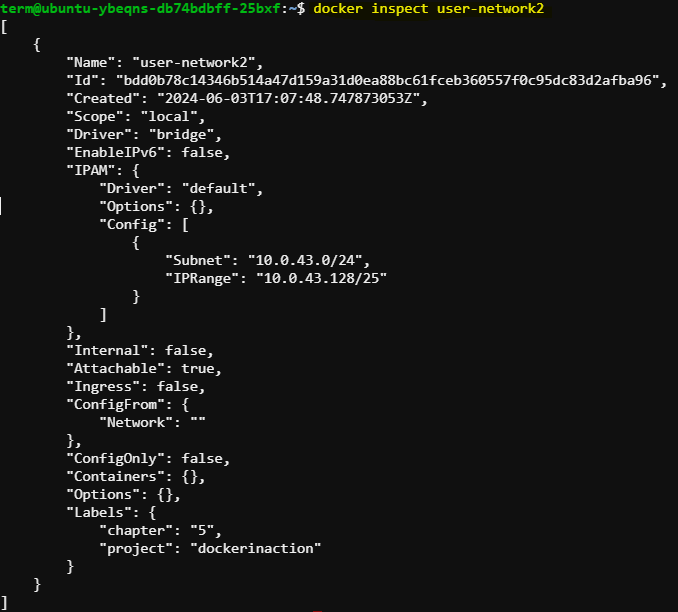 term@ubuntu-ybeqns-db74bdbff-25bxf:~$ docker inspect user-network2
[
    {
        "Name": "user-network2",
        "Id": "bdd0b78c14346b514a47d159a31d0ea88bc61fceb360557f0c95dc83d2afba96",
        "Created": "2024-06-03T17:07:48.747873053Z",
        "Scope": "local",
        "Driver": "bridge",
        "EnableIPv6": false,
        "IPAM": {
            "Driver": "default",
            "Options": {},
            "Config": [
                {
                    "Subnet": "10.0.43.0/24",
                    "IPRange": "10.0.43.128/25"
                }
            ]
        },
        "Internal": false,
        "Attachable": true,
        "Ingress": false,
        "ConfigFrom": {
            "Network": ""
        },
        "ConfigOnly": false,
        "Containers": {},
        "Options": {},
        "Labels": {
            "chapter": "5",
            "project": "dockerinaction"
        }
    }
]